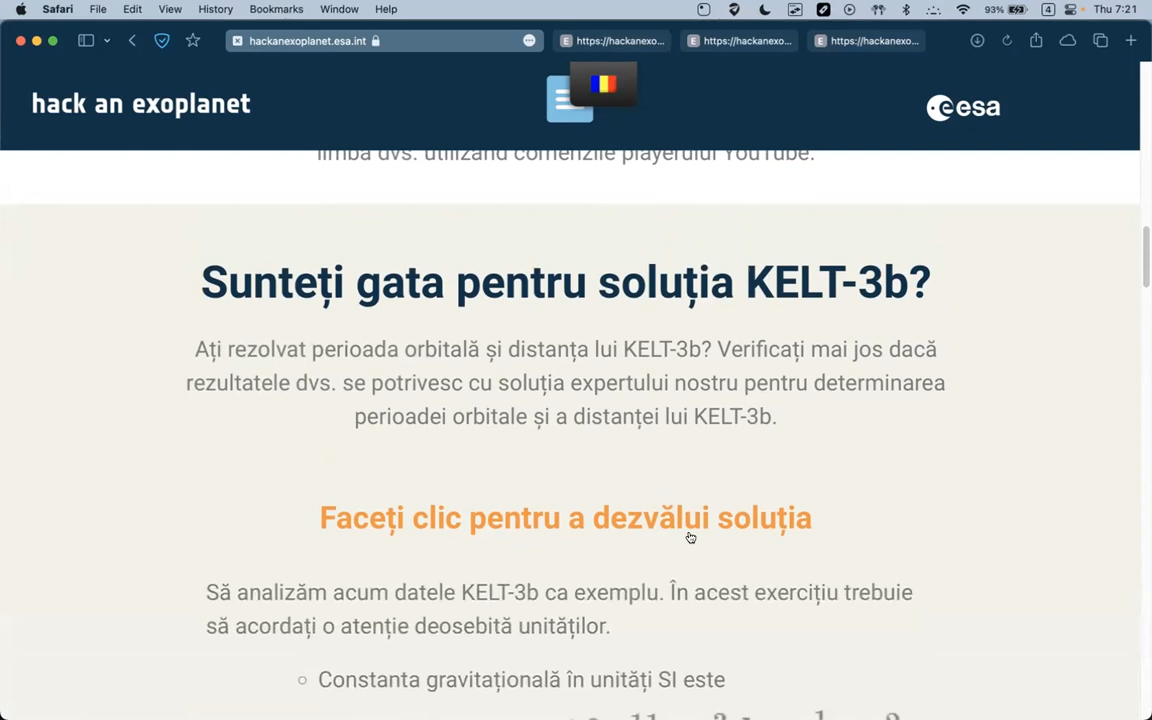 Safari File Edit View History Bookmarks Window Help 93% 4 Thu 7:21
hackanexoplanet.esa.int E https://hackanexo... E https://hackanexo... E https://hackanexo...
hack an exoplanet
esa
limba dvs. utilizând comenzile playerului YouTube.
Sunteți gata pentru soluția KELT-3b?
Ați rezolvat perioada orbitală și distanța lui KELT-3b? Verificați mai jos dacă
rezultatele dvs. se potrivesc cu soluția expertului nostru pentru determinarea
perioadei orbitale și a distanței lui KELT-3b.
Faceți clic pentru a dezvălui soluția
Să analizăm acum datele KELT-3b ca exemplu. În acest exercițiu trebuie
să acordați o atenție deosebită unităților.
Constanta gravitațională în unități SI este